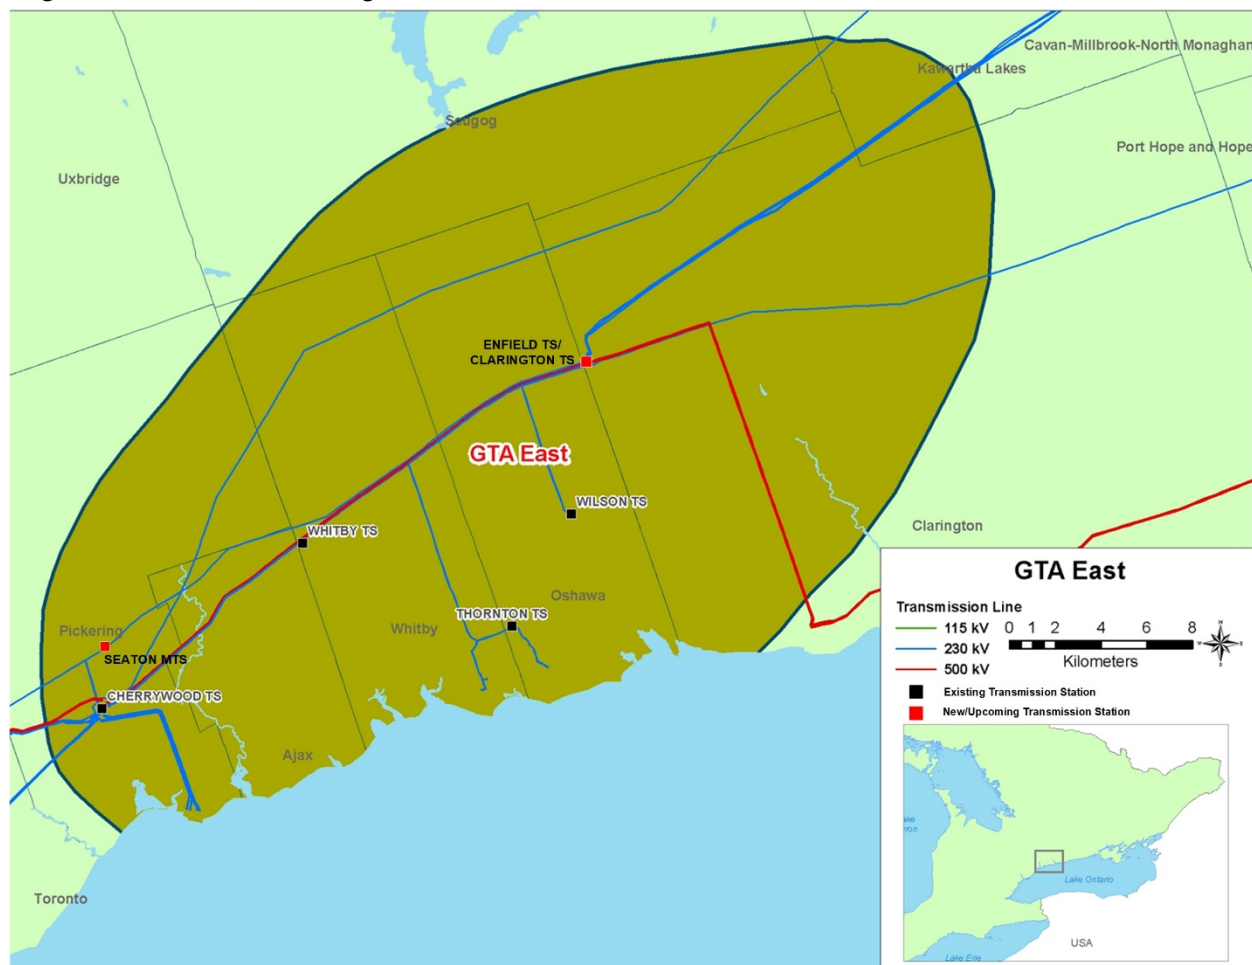 Cavan-Millbrook-North Monaghan
Kawartha Lakes
Scugog
Port Hope and Hope
Uxbridge
ENFIELD TS/
CLARINGTON TS
GTA East
WILSON TS
WHITBY TS
Clarington
THORNTON TS
Oshawa
Whitby
Pickering
SEATON MTS
CHERRYWOOD TS
Ajax
Toronto
GTA East
Transmission Line
115 kV
230 kV
500 kV
0 1 2 4 6 8
Kilometers
N
W E
S
Existing Transmission Station
New/Upcoming Transmission Station
Lake Ontario
USA
Lake Erie